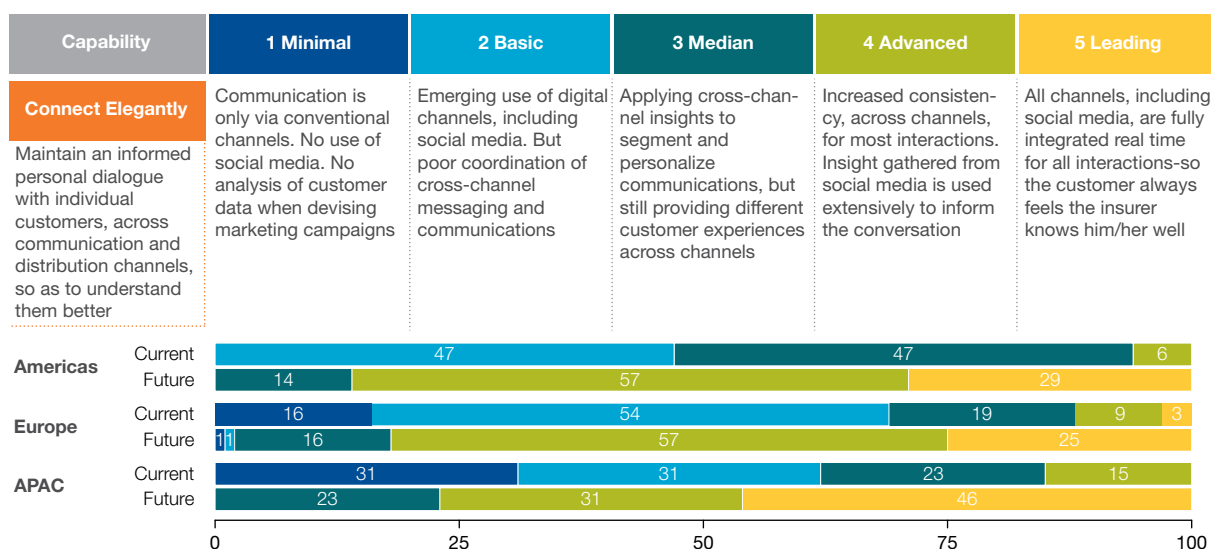 Capability
1 Minimal
2 Basic
3 Median
4 Advanced
5 Leading
Connect Elegantly
Maintain an informed
personal dialogue
with individual
customers, across
communication and
distribution channels,
so as to understand
them better
Communication is
only via conventional
channels. No use of
social media. No
analysis of customer
data when devising
marketing campaigns
Emerging use of digital
channels, including
social media. But
poor coordination of
cross-channel
messaging and
communications
Applying cross-chan-
nel insights to
segment and
personalize
communications, but
still providing different
customer experiences
across channels
Increased consisten-
cy, across channels,
for most interactions.
Insight gathered from
social media is used
extensively to inform
the conversation
All channels, including
social media, are fully
integrated real time
for all interactions-so
the customer always
feels the insurer
knows him/her well
Americas
Current 47 47 6
Future 14 57 29
Europe
Current 16 54 19 9 3
Future 1 1 16 57 25
APAC
Current 31 31 23 15
Future 23 31 46
0 25 50 75 100